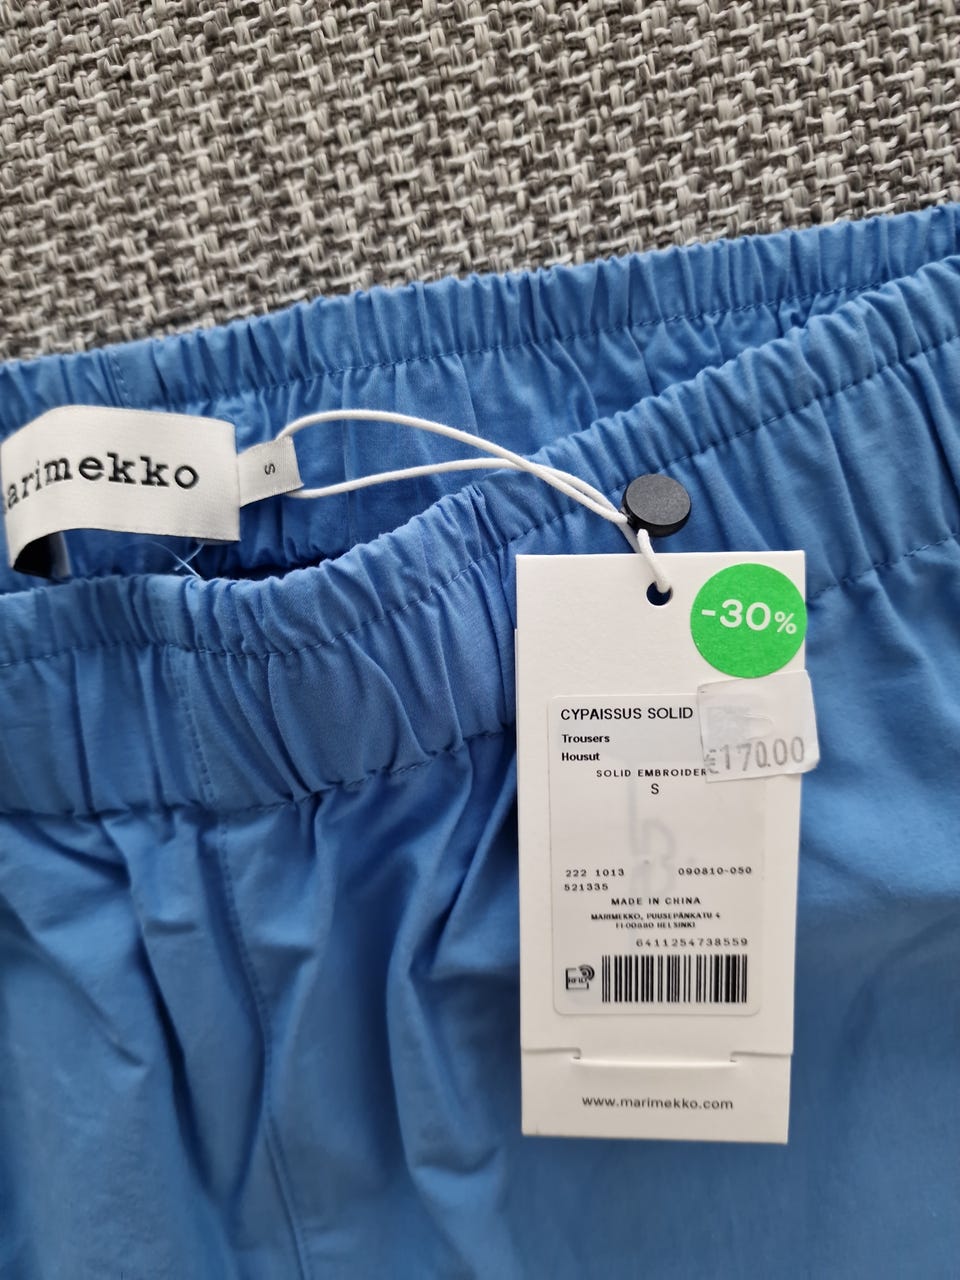 arimekko
S
-30%
CYPAISSUS SOLID
€170.00
Trousers
Housut
SOLID EMBROIDER
S
222 1013 090810-050
521335
MADE IN CHINA
MARIMEKKO, PUUSEPÄNKATU 4
FI-00880 HELSINKI
6411254738559
RFID
www.marimekko.com